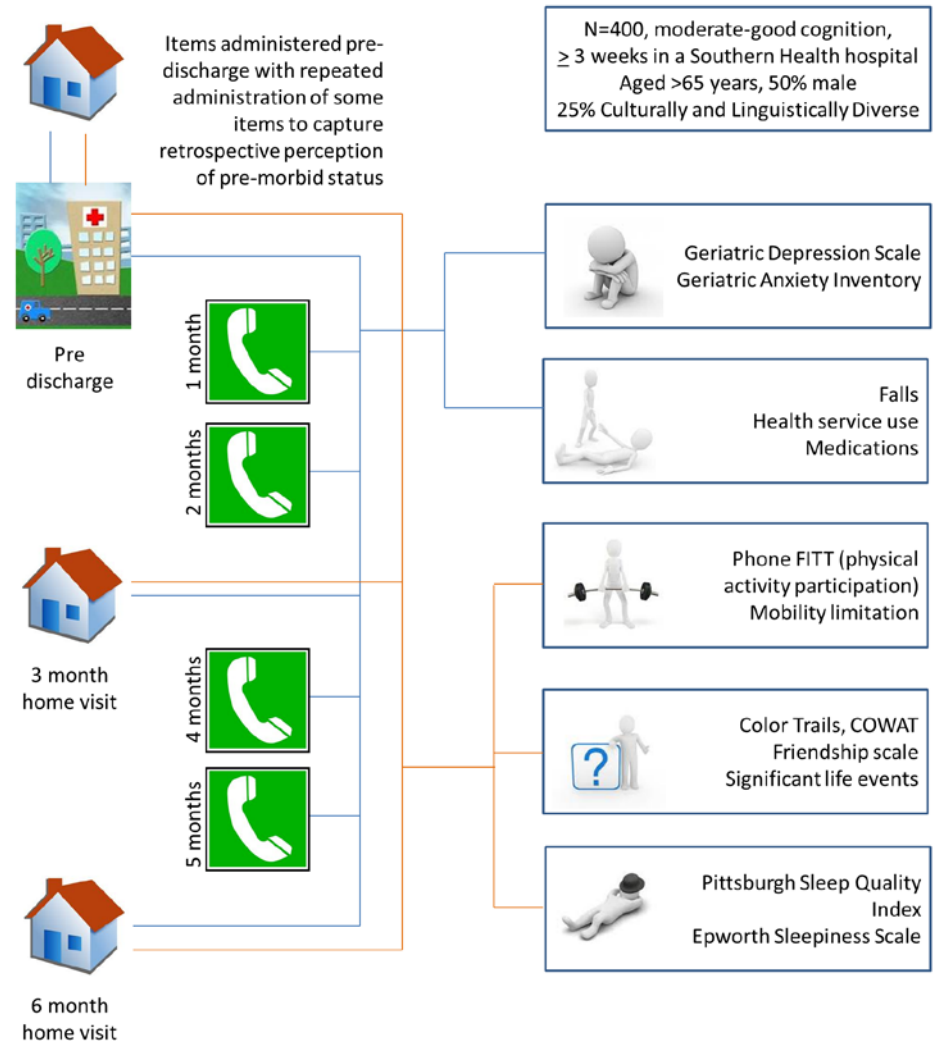 Items administered pre-
discharge with repeated
administration of some
items to capture
retrospective perception
of pre-morbid status
N=400, moderate-good cognition,
≥ 3 weeks in a Southern Health hospital
Aged >65 years, 50% male
25% Culturally and Linguistically Diverse
Pre
discharge
1 month
2 months
3 month
home visit
4 months
5 months
6 month
home visit
Geriatric Depression Scale
Geriatric Anxiety Inventory
Falls
Health service use
Medications
Phone FITT (physical
activity participation)
Mobility limitation
Color Trails, COWAT
Friendship scale
Significant life events
?
Pittsburgh Sleep Quality
Index
Epworth Sleepiness Scale